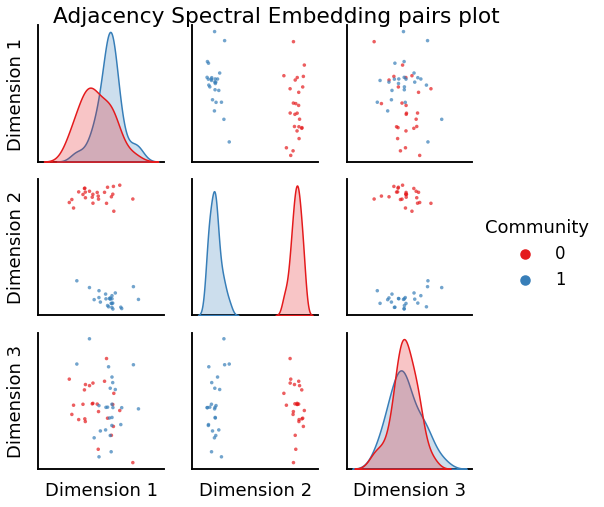 Adjacency Spectral Embedding pairs plot
Dimension 1
Dimension 2
Dimension 3
Community
0
1
Dimension 1
Dimension 2
Dimension 3